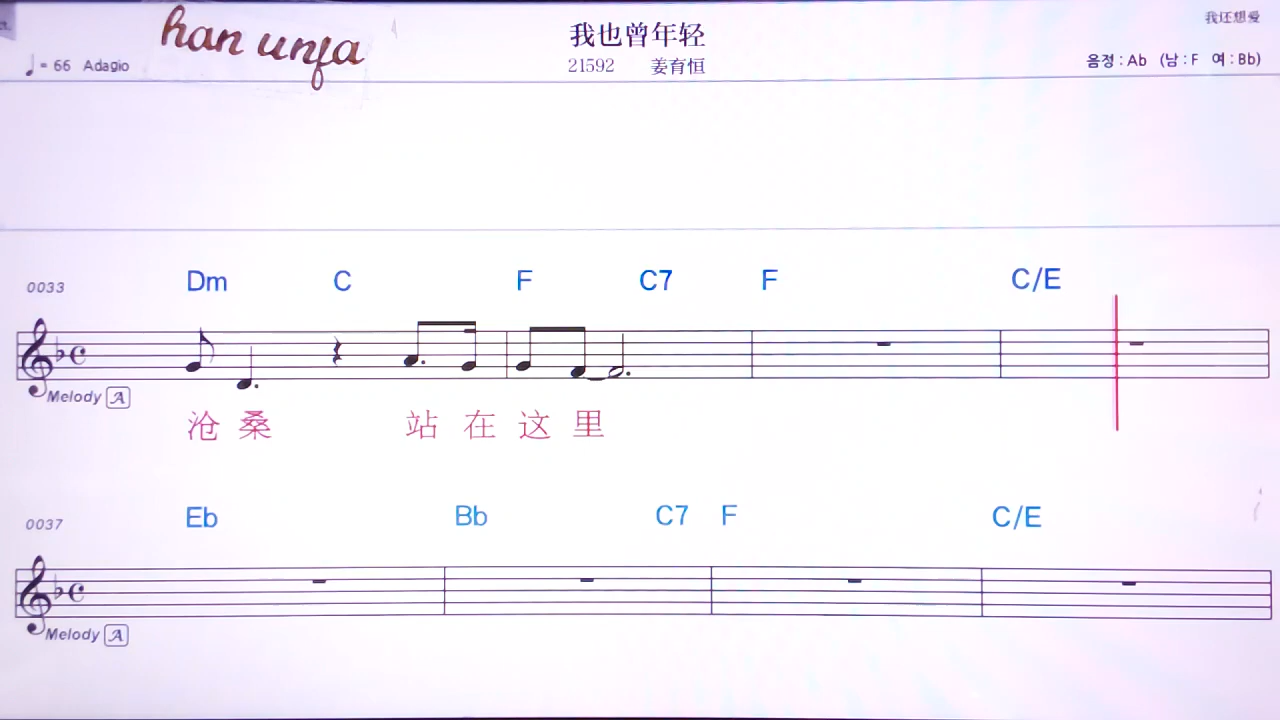 han unfa
我也曾年轻
我还想爱
♩= 66 Adagio
21592 姜育恒
음정 : Ab (남 : F 여 : Bb)
0033 Dm C F C7 F C/E
Melody A
沧 桑 站 在 这 里
0037 Eb Bb C7 F C/E
Melody A